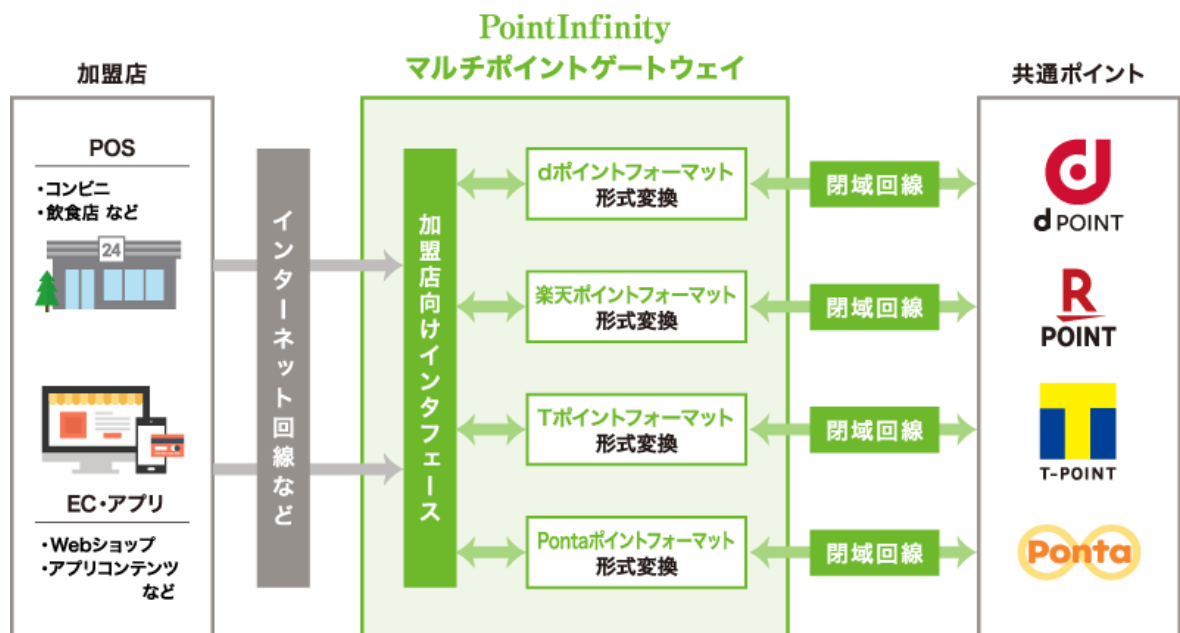 PointInfinity
マルチポイントゲートウェイ
加盟店
POS
・コンビニ
・飲食店 など
24
EC・アプリ
・Webショップ
・アプリコンテンツ
など
インターネット回線など
加盟店向けインタフェース
dポイントフォーマット
形式変換
閉域回線
楽天ポイントフォーマット
形式変換
閉域回線
Tポイントフォーマット
形式変換
閉域回線
Pontaポイントフォーマット
形式変換
閉域回線
共通ポイント
d POINT
R
POINT
T-POINT
Ponta